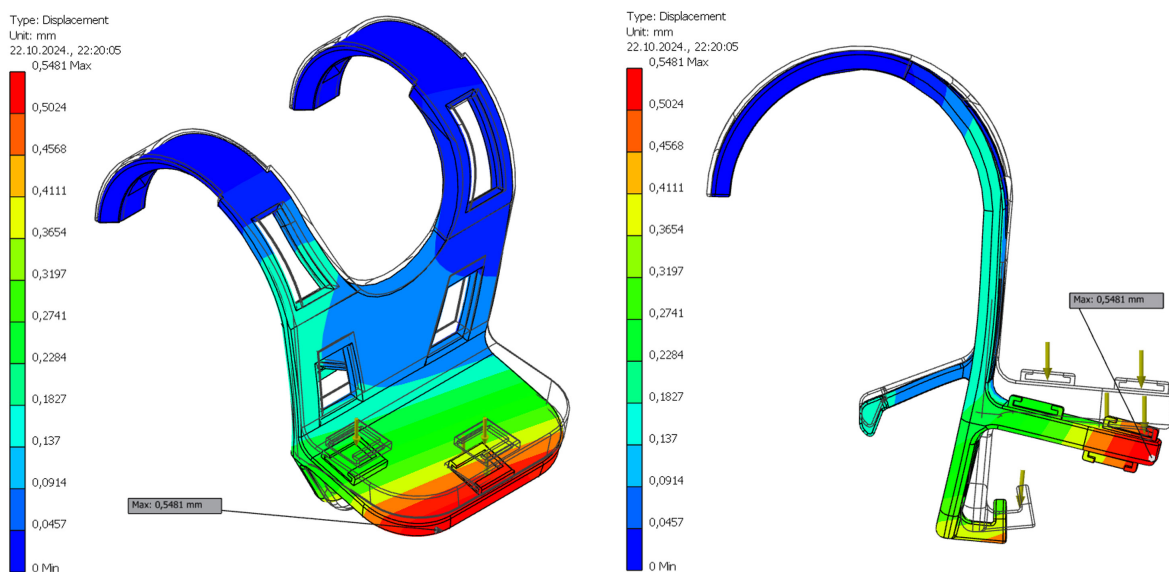 Type: Displacement
Unit: mm
22.10.2024., 22:20:05
0,5481 Max
0,5024
0,4568
0,4111
0,3654
0,3197
0,2741
0,2284
0,1827
0,137
0,0914
0,0457
0 Min
Max: 0,5481 mm
Type: Displacement
Unit: mm
22.10.2024., 22:20:05
0,5481 Max
0,5024
0,4568
0,4111
0,3654
0,3197
0,2741
0,2284
0,1827
0,137
0,0914
0,0457
0 Min
Max: 0,5481 mm